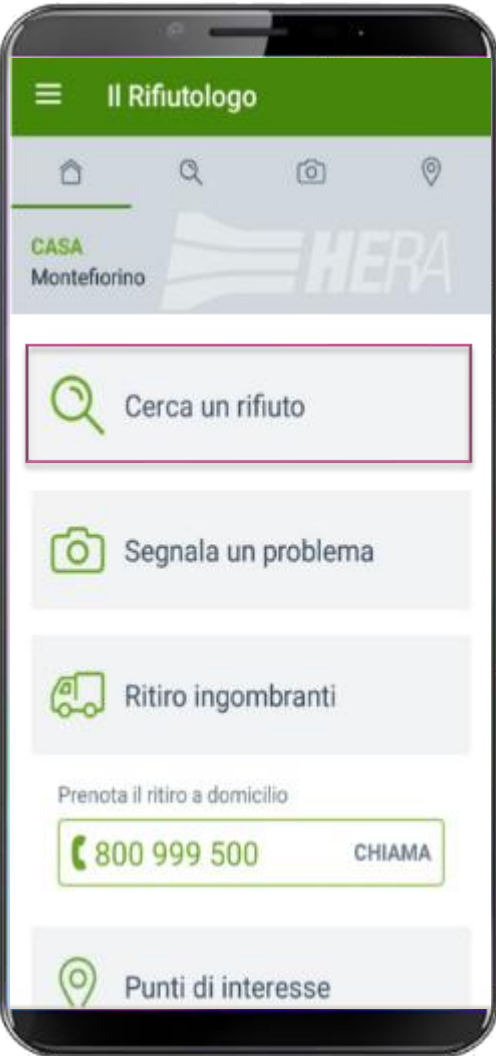 Il Rifiutologo
CASA
Montefiorino
HERA
Cerca un rifiuto
Segnala un problema
Ritiro ingombranti
Prenota il ritiro a domicilio
800 999 500 CHIAMA
Punti di interesse